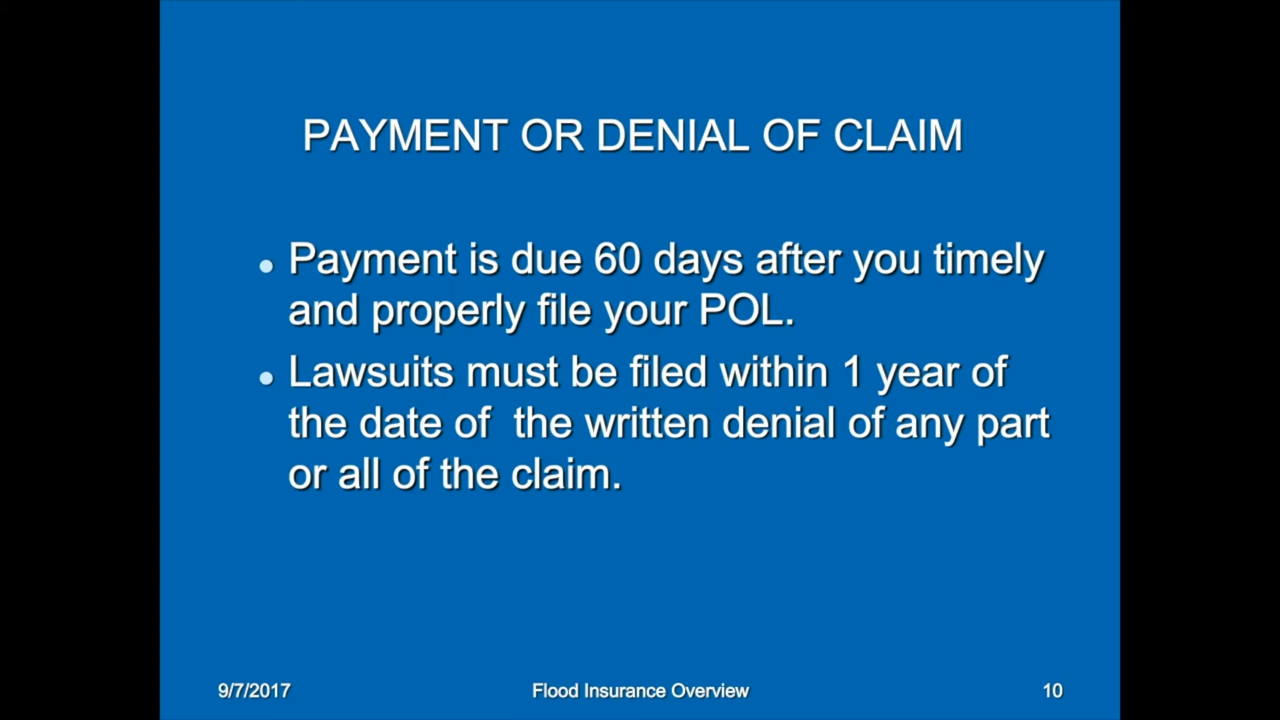 PAYMENT OR DENIAL OF CLAIM
• Payment is due 60 days after you timely
and properly file your POL.
• Lawsuits must be filed within 1 year of
the date of  the written denial of any part
or all of the claim.
9/7/2017 Flood Insurance Overview 10